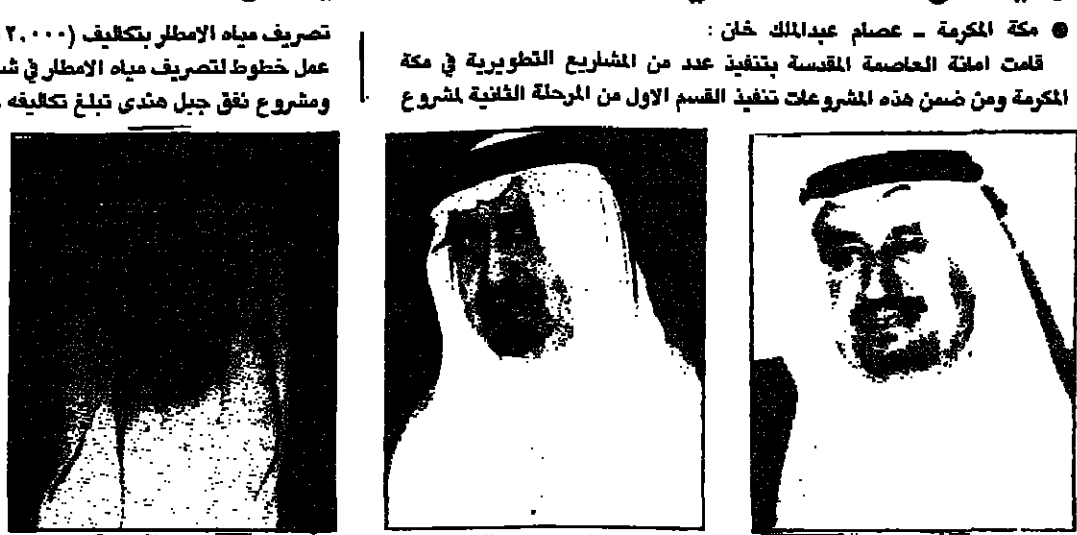 ● مكة المكرمة – عصام عبدالملك خان :
قامت امانة العاصمة المقدسة بتنفيذ عدد من المشاريع التطويرية في مكة
المكرمة ومن ضمن هذه المشروعات تنفيذ القسم الاول من المرحلة الثانية لمشروع
تصريف مياه الامطار بتكاليف (٢,٠٠٠
عمل خطوط لتصريف مياه الامطار في
ومشروع نفق جبل هندي تبلغ تكاليفه